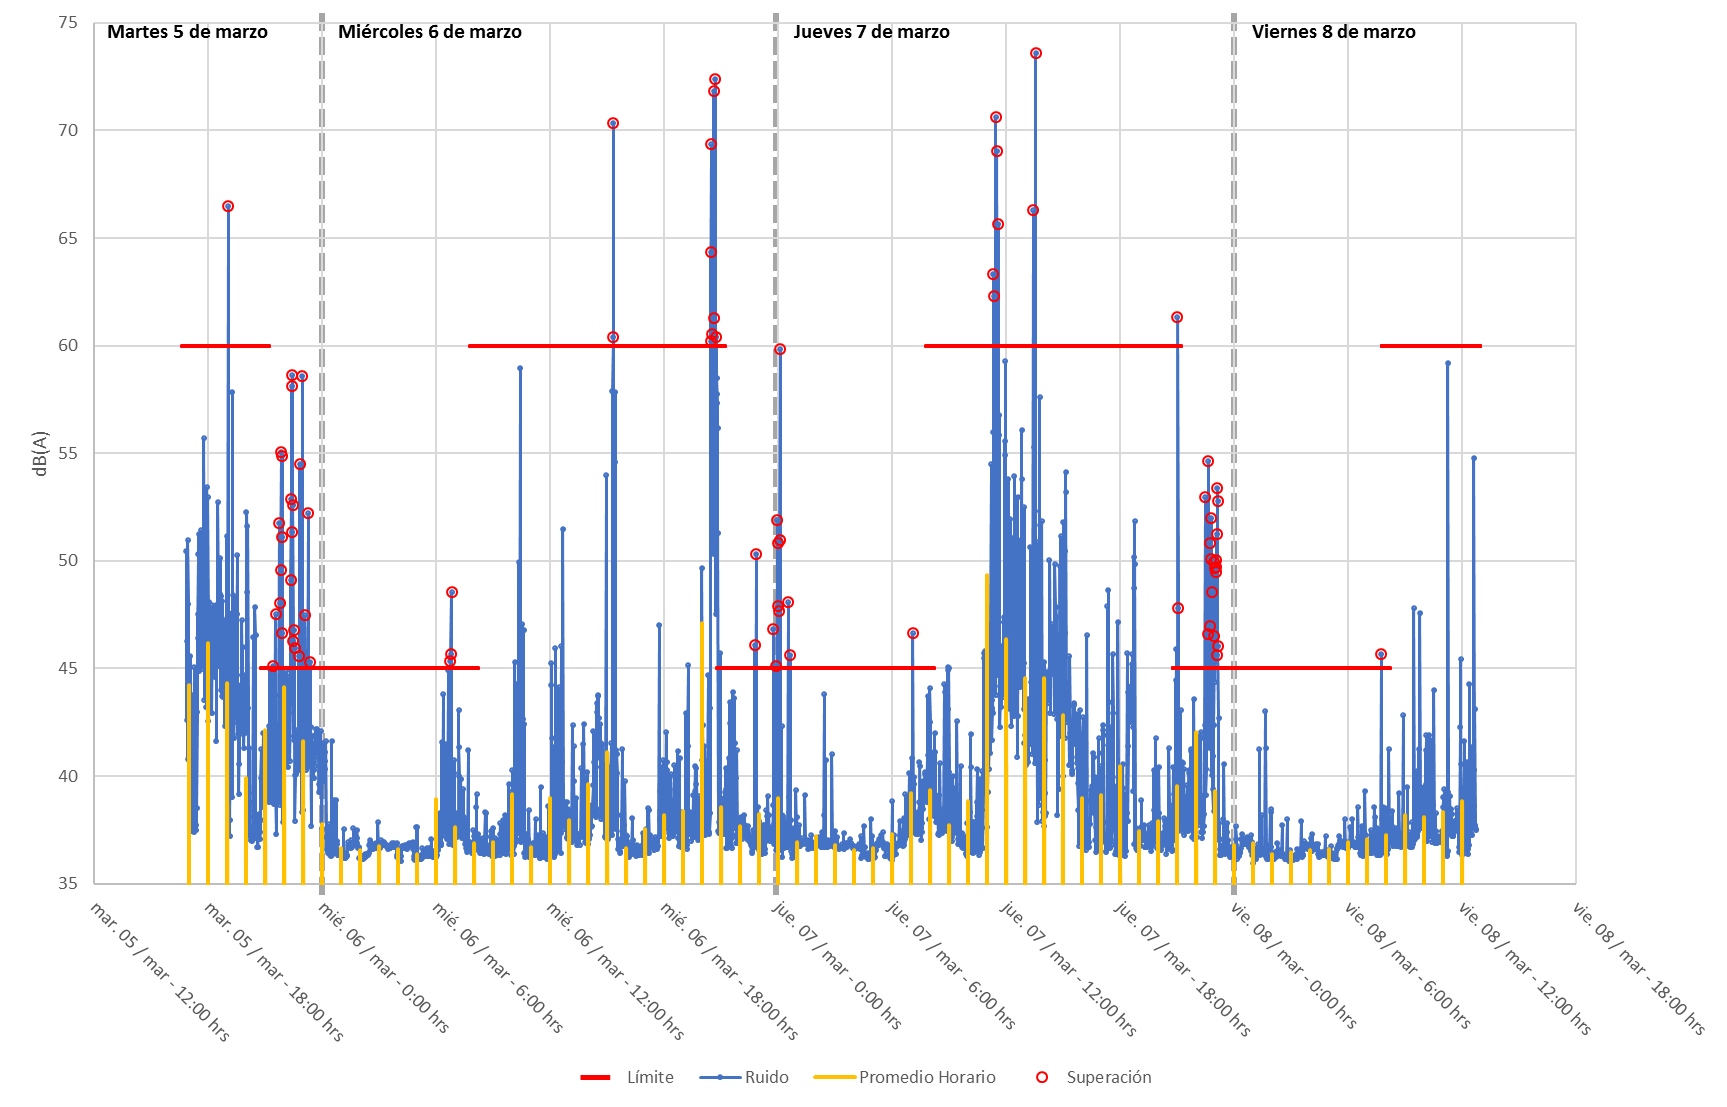 Martes 5 de marzo
Miércoles 6 de marzo
Jueves 7 de marzo
Viernes 8 de marzo
75
70
65
60
55
50
45
40
35
dB(A)
mar. 05 / mar - 12:00 hrs
mar. 05 / mar - 18:00 hrs
mié. 06 / mar - 0:00 hrs
mié. 06 / mar - 6:00 hrs
mié. 06 / mar - 12:00 hrs
mié. 06 / mar - 18:00 hrs
jue. 07 / mar - 0:00 hrs
jue. 07 / mar - 6:00 hrs
jue. 07 / mar - 12:00 hrs
jue. 07 / mar - 18:00 hrs
vie. 08 / mar - 0:00 hrs
vie. 08 / mar - 6:00 hrs
vie. 08 / mar - 12:00 hrs
vie. 08 / mar - 18:00 hrs
Límite
Ruido
Promedio Horario
Superación